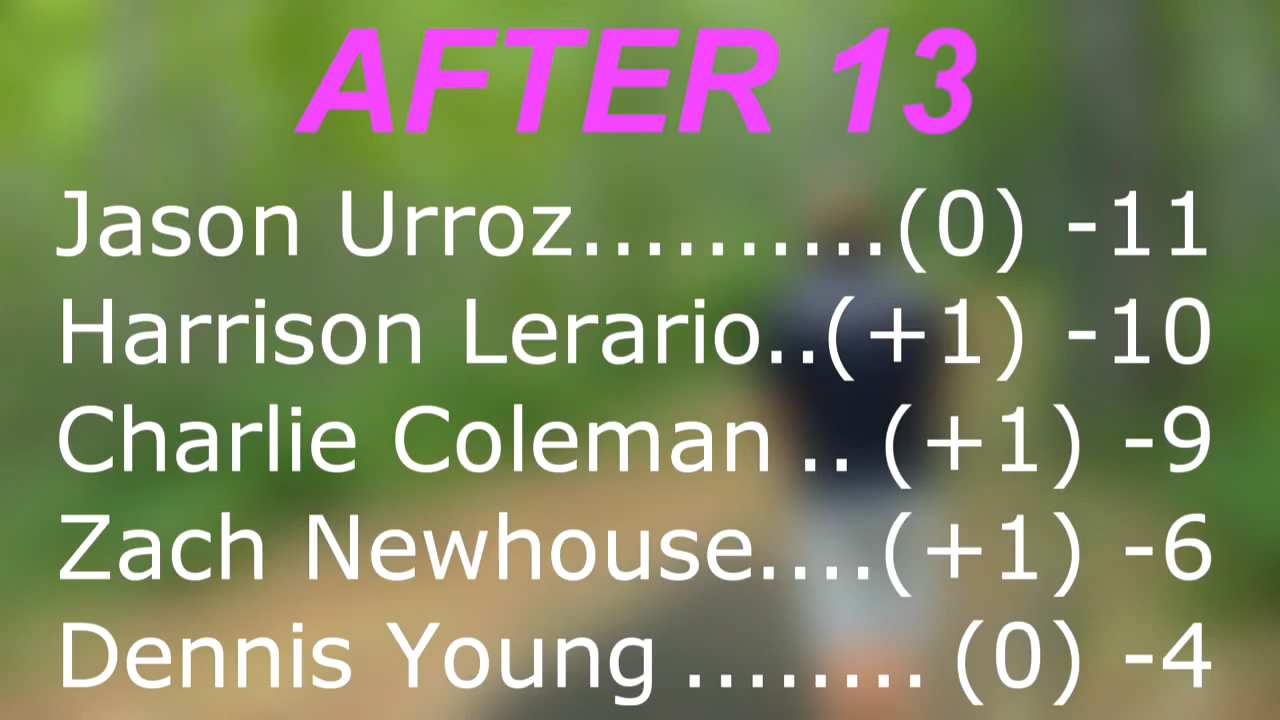 AFTER 13
Jason Urroz..........(0) -11
Harrison Lerario..(+1) -10
Charlie Coleman .. (+1) -9
Zach Newhouse....(+1) -6
Dennis Young ........ (0) -4